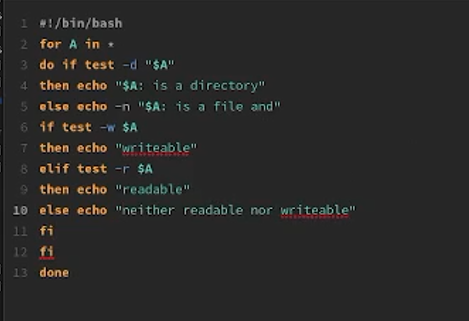 1 #!/bin/bash
2 for A in *
3 do if test -d "$A"
4 then echo "$A: is a directory"
5 else echo -n "$A: is a file and"
6 if test -w $A
7 then echo "writeable"
8 elif test -r $A
9 then echo "readable"
10 else echo "neither readable nor writeable"
11 fi
12 fi
13 done